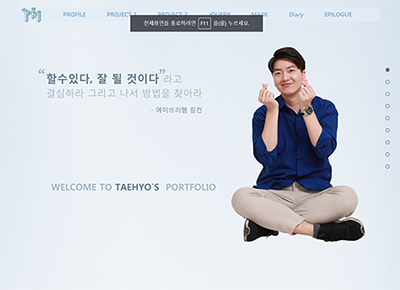 PROFILE PROJECT 1 PROJECT 2 JQUERY MASK Diary EPILOGUE
전체화면을 종료하려면 F11 을(를) 누르세요.
“할수있다, 잘 될 것이다” 라고
결심하라 그리고 나서 방법을 찾아라
- 에이브러햄 링컨
WELCOME TO TAEHYO`S PORTFOLIO